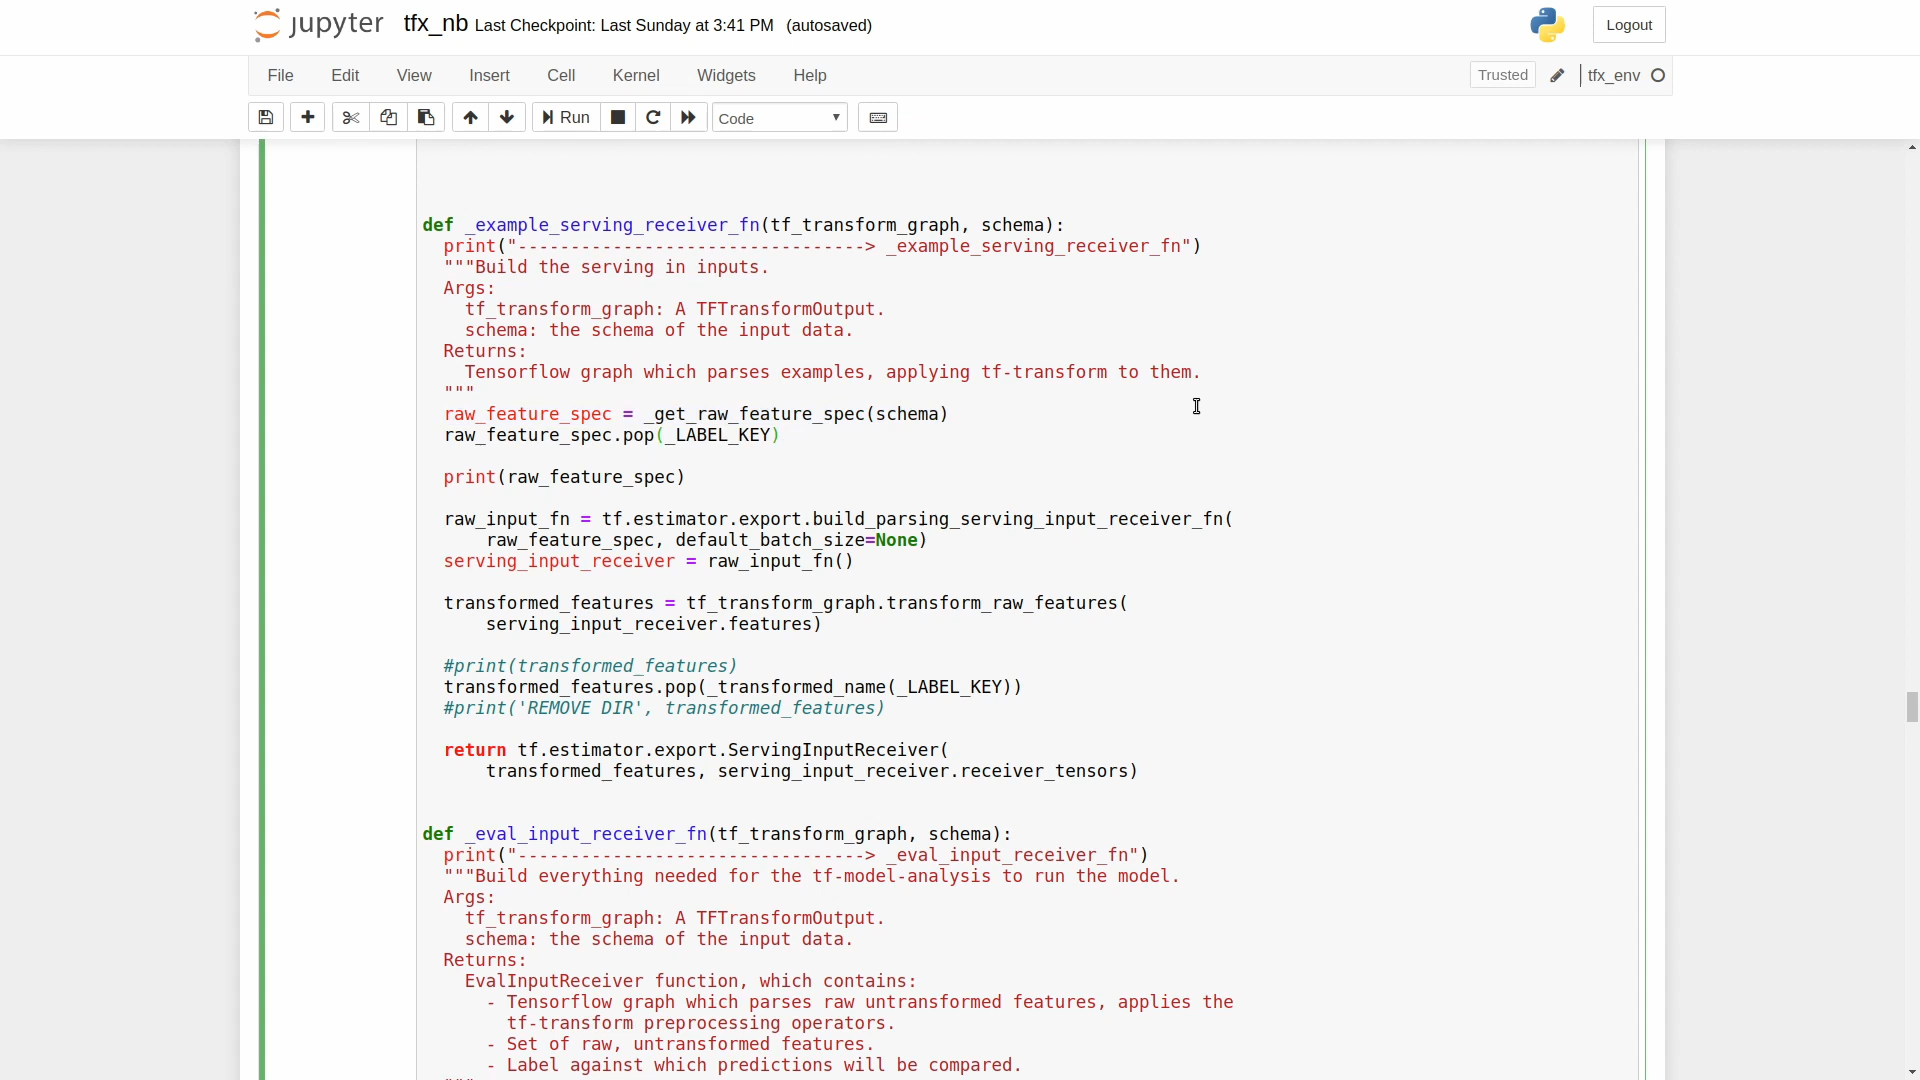 jupyter tfx_nb Last Checkpoint: Last Sunday at 3:41 PM (autosaved) Logout
File Edit View Insert Cell Kernel Widgets Help Trusted tfx_env
Run Code
def _example_serving_receiver_fn(tf_transform_graph, schema):
  print("---------------------------------> _example_serving_receiver_fn")
  """Build the serving in inputs.
  Args:
    tf_transform_graph: A TFTransformOutput.
    schema: the schema of the input data.
  Returns:
    Tensorflow graph which parses examples, applying tf-transform to them.
  """
  raw_feature_spec = _get_raw_feature_spec(schema)
  raw_feature_spec.pop(_LABEL_KEY)
  print(raw_feature_spec)
  raw_input_fn = tf.estimator.export.build_parsing_serving_input_receiver_fn(
      raw_feature_spec, default_batch_size=None)
  serving_input_receiver = raw_input_fn()
  transformed_features = tf_transform_graph.transform_raw_features(
      serving_input_receiver.features)
  #print(transformed_features)
  transformed_features.pop(_transformed_name(_LABEL_KEY))
  #print('REMOVE DIR', transformed_features)
  return tf.estimator.export.ServingInputReceiver(
      transformed_features, serving_input_receiver.receiver_tensors)
def _eval_input_receiver_fn(tf_transform_graph, schema):
  print("---------------------------------> _eval_input_receiver_fn")
  """Build everything needed for the tf-model-analysis to run the model.
  Args:
    tf_transform_graph: A TFTransformOutput.
    schema: the schema of the input data.
  Returns:
    EvalInputReceiver function, which contains:
      - Tensorflow graph which parses raw untransformed features, applies the
        tf-transform preprocessing operators.
      - Set of raw, untransformed features.
      - Label against which predictions will be compared.
  """